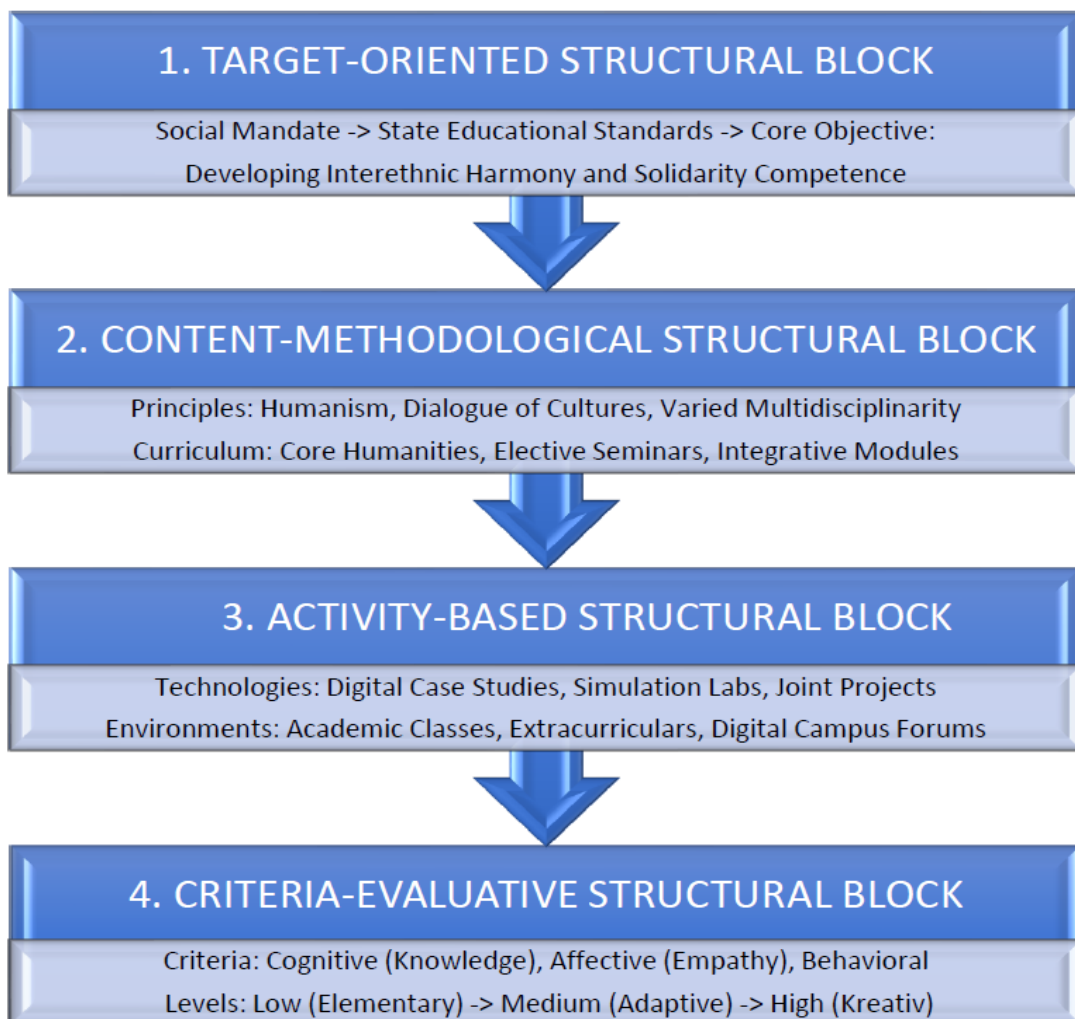 1. TARGET-ORIENTED STRUCTURAL BLOCK
Social Mandate -> State Educational Standards -> Core Objective:
Developing Interethnic Harmony and Solidarity Competence
2. CONTENT-METHODOLOGICAL STRUCTURAL BLOCK
Principles: Humanism, Dialogue of Cultures, Varied Multidisciplinarity
Curriculum: Core Humanities, Elective Seminars, Integrative Modules
3. ACTIVITY-BASED STRUCTURAL BLOCK
Technologies: Digital Case Studies, Simulation Labs, Joint Projects
Environments: Academic Classes, Extracurriculars, Digital Campus Forums
4. CRITERIA-EVALUATIVE STRUCTURAL BLOCK
Criteria: Cognitive (Knowledge), Affective (Empathy), Behavioral
Levels: Low (Elementary) -> Medium (Adaptive) -> High (Kreativ)